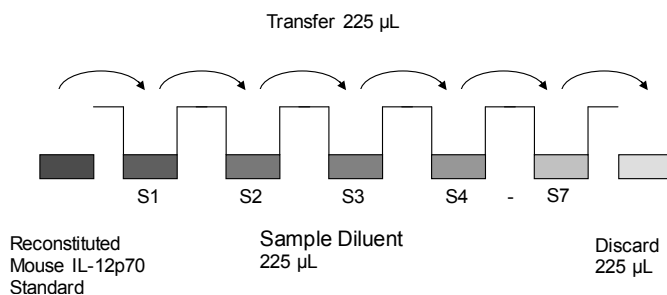 Transfer 225 µL
S1 S2 S3 S4 - S7
Reconstituted
Mouse IL-12p70
Standard
Sample Diluent
225 µL
Discard
225 µL